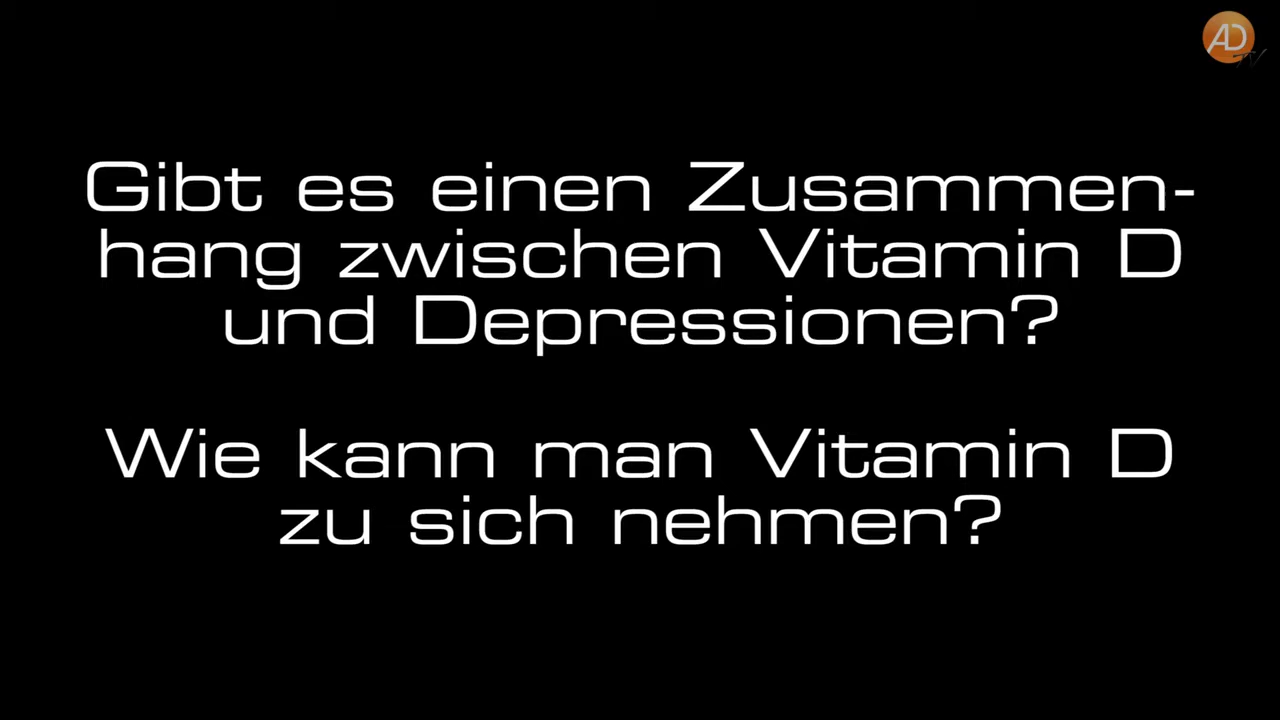 AD
TV
Gibt es einen Zusammen-
hang zwischen Vitamin D
und Depressionen?
Wie kann man Vitamin D
zu sich nehmen?